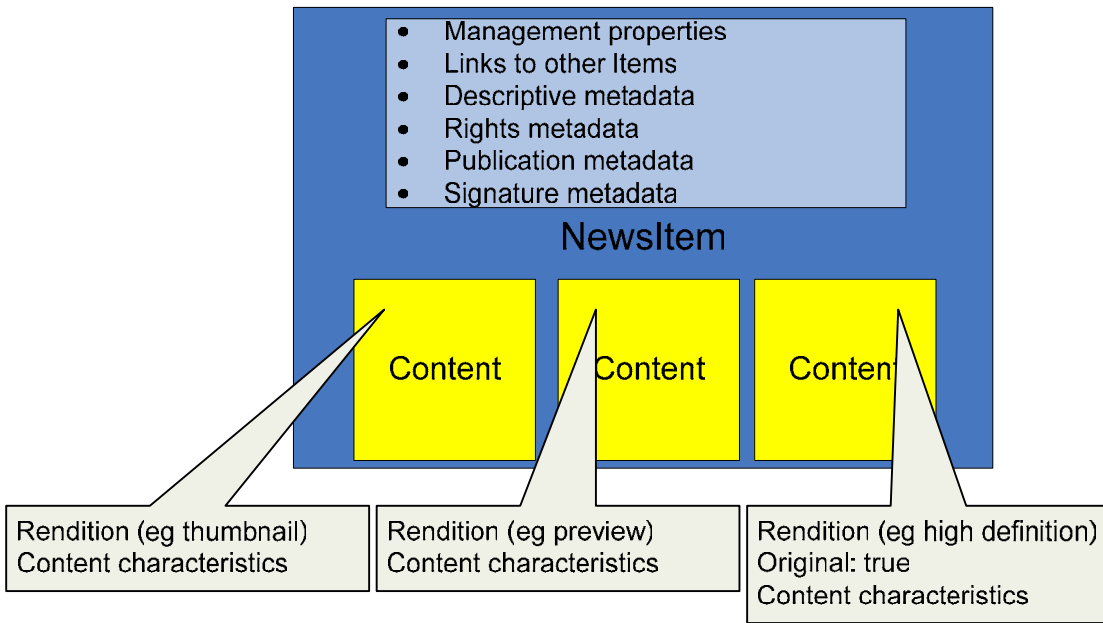 • Management properties
• Links to other Items
• Descriptive metadata
• Rights metadata
• Publication metadata
• Signature metadata
NewsItem
Content
Content
Content
Rendition (eg thumbnail)
Content characteristics
Rendition (eg preview)
Content characteristics
Rendition (eg high definition)
Original: true
Content characteristics